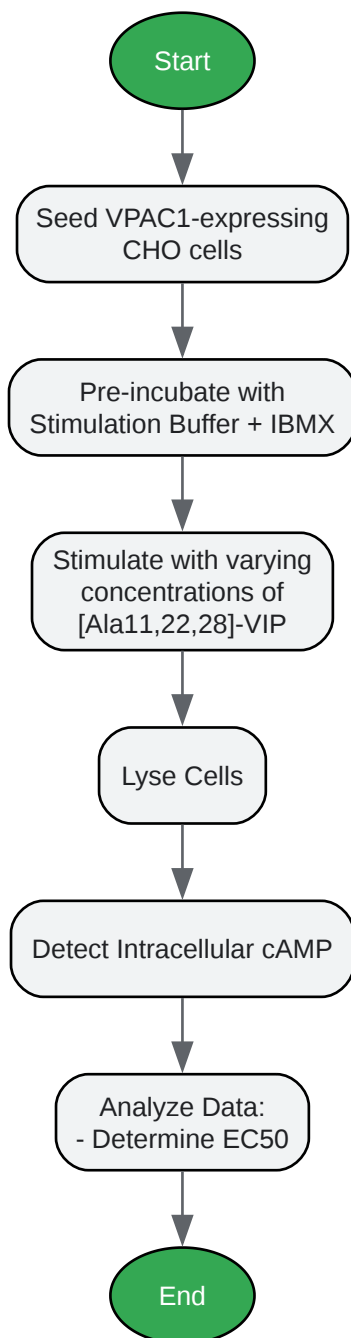 Start
Seed VPAC1-expressing
CHO cells
Pre-incubate with
Stimulation Buffer + IBMX
Stimulate with varying
concentrations of
[Ala11,22,28]-VIP
Lyse Cells
Detect Intracellular cAMP
Analyze Data:
- Determine EC50
End